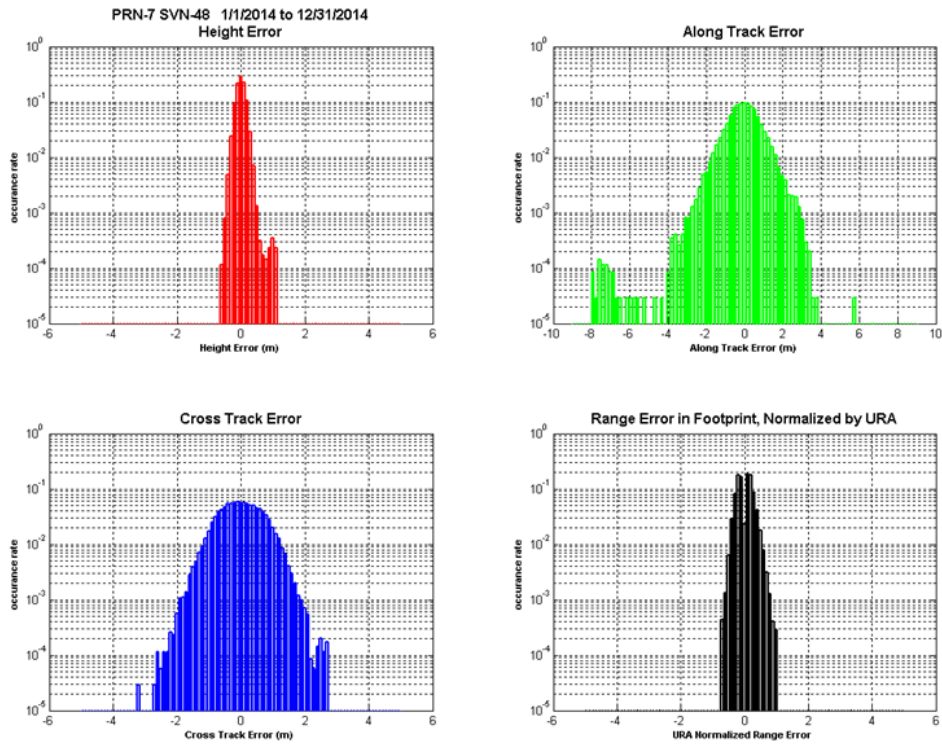 PRN-7 SVN-48 1/1/2014 to 12/31/2014
Height Error
10^0
10^-1
10^-2
10^-3
10^-4
10^-5
occurance rate
-6 -4 -2 0 2 4 6
Height Error (m)
Along Track Error
10^0
10^-1
10^-2
10^-3
10^-4
10^-5
occurance rate
-10 -8 -6 -4 -2 0 2 4 6 8 10
Along Track Error (m)
Cross Track Error
10^0
10^-1
10^-2
10^-3
10^-4
10^-5
occurance rate
-6 -4 -2 0 2 4 6
Cross Track Error (m)
Range Error in Footprint, Normalized by URA
10^0
10^-1
10^-2
10^-3
10^-4
10^-5
occurance rate
-6 -4 -2 0 2 4 6
URA Normalized Range Error